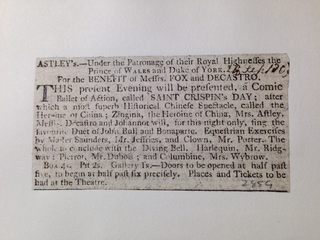 ASTLEY's.—Under the Patronage of their Royal Highnesses the
Prince of WALES and Duke of YORK.
For the BENEFIT of Messrs. FOX and DECASTRO.
THIS present Evening will be presented, a Comic
Ballet of Action, called SAINT CRISPIN'S DAY; after
which a most superb Historical Chinese Spectacle, called the
Heroine of China; Zingina, the Heroine of China, Mrs. Astley.
Messrs. Decastro and Johannot will, for this night only, sing the
favourite Duet of John Bull and Bonaparte. Equestrian Exercises
by Master Saunders, Mr. Jeffries, and Clown, Mr. Porter. The
whole to conclude with the Diving Bell. Harlequin, Mr. Ridg-
way; Pierrot, Mr. Dubois; and Columbine, Mrs. Wybrow.
Box 4s. Pit 2s. Gallery 1s.—Doors to be opened at half past
five, to begin at half past six precisely. Places and Tickets to be
had at the Theatre.